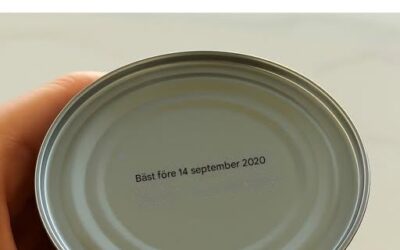 Bäst före 14 september 2020